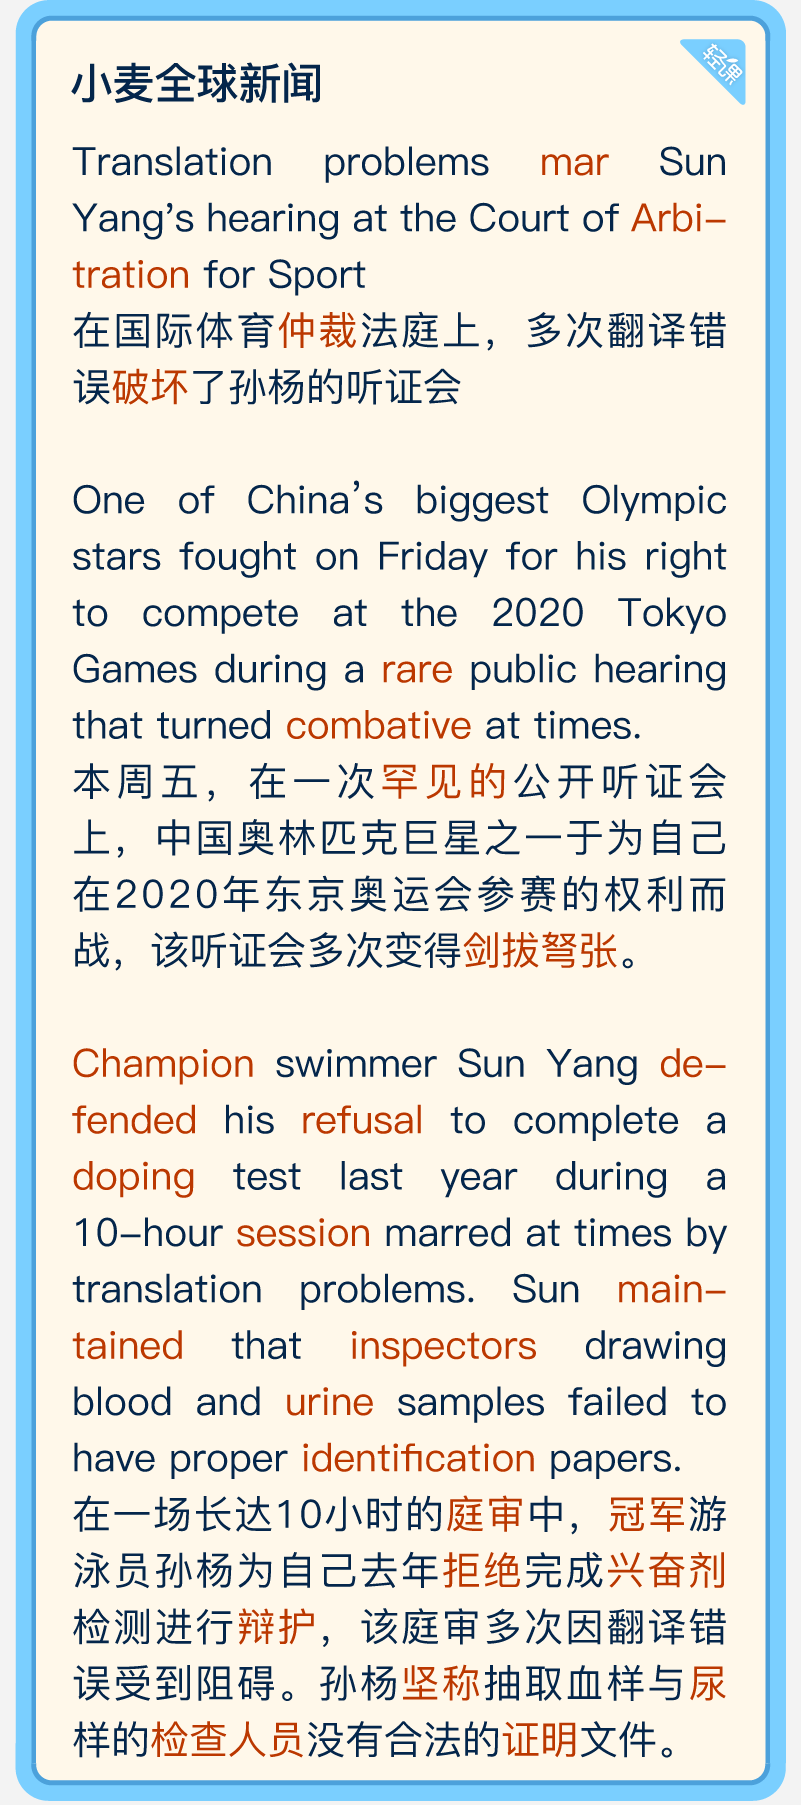 小麦全球新闻
轻课
Translation problems mar Sun
Yang’s hearing at the Court of Arbi-
tration for Sport
在国际体育仲裁法庭上，多次翻译错
误破坏了孙杨的听证会
One of China’s biggest Olympic
stars fought on Friday for his right
to compete at the 2020 Tokyo
Games during a rare public hearing
that turned combative at times.
本周五，在一次罕见的公开听证会
上，中国奥林匹克巨星之一于为自己
在2020年东京奥运会参赛的权利而
战，该听证会多次变得剑拔弩张。
Champion swimmer Sun Yang de-
fended his refusal to complete a
doping test last year during a
10-hour session marred at times by
translation problems. Sun main-
tained that inspectors drawing
blood and urine samples failed to
have proper identification papers.
在一场长达10小时的庭审中，冠军游
泳员孙杨为自己去年拒绝完成兴奋剂
检测进行辩护，该庭审多次因翻译错
误受到阻碍。孙杨坚称抽取血样与尿
样的检查人员没有合法的证明文件。